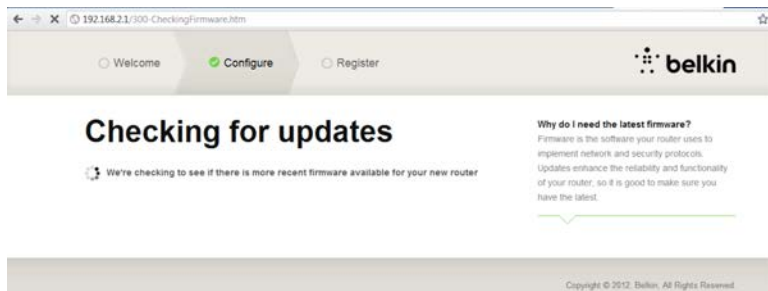 192.168.2.1/300-CheckingFirmware.htm
Welcome
Configure
Register
belkin
Checking for updates
We're checking to see if there is more recent firmware available for your new router
Why do I need the latest firmware?
Firmware is the software your router uses to
implement network and security protocols.
Updates enhance the reliability and functionality
of your router, so it is good to make sure you
have the latest.
Copyright © 2012, Belkin, All Rights Reserved.